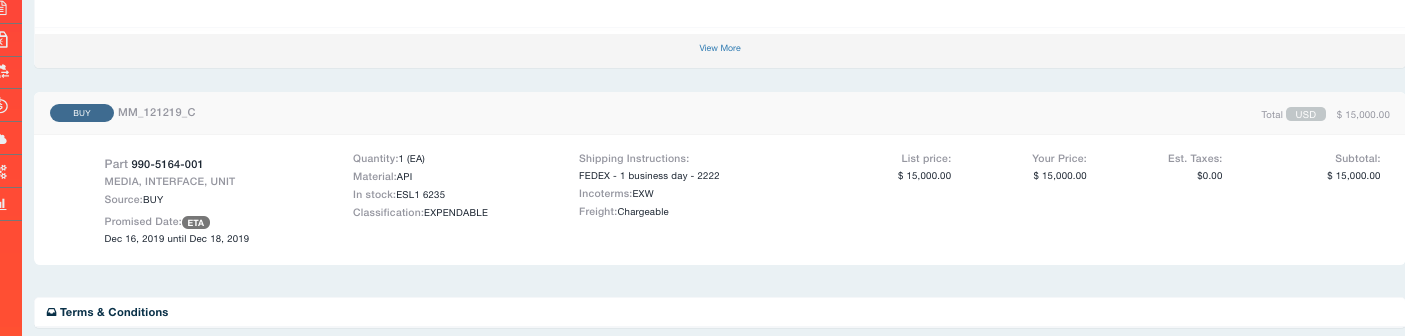 View More
BUY MM_121219_C
Total USD $ 15,000.00
Part 990-5164-001
MEDIA, INTERFACE, UNIT
Source:BUY
Promised Date: ETA
Dec 16, 2019 until Dec 18, 2019
Quantity:1 (EA)
Material:API
In stock:ESL1 6235
Classification:EXPENDABLE
Shipping Instructions:
FEDEX - 1 business day - 2222
Incoterms:EXW
Freight:Chargeable
List price:
$ 15,000.00
Your Price:
$ 15,000.00
Est. Taxes:
$0.00
Subtotal:
$ 15,000.00
Terms & Conditions